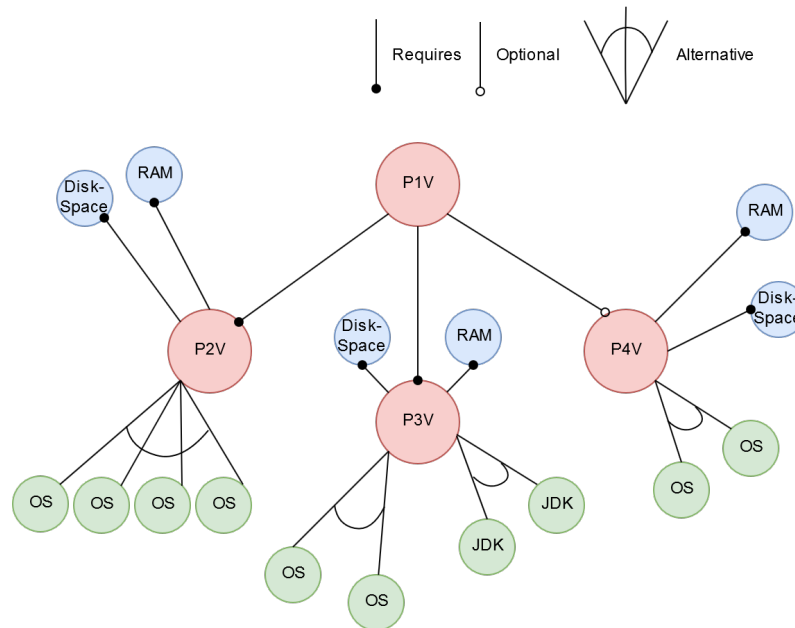 Requires
Optional
Alternative
P1V
RAM
Disk-
Space
RAM
Disk-
Space
P2V
Disk-
Space
RAM
P4V
P3V
OS
OS
OS
OS
OS
OS
JDK
JDK
OS
OS